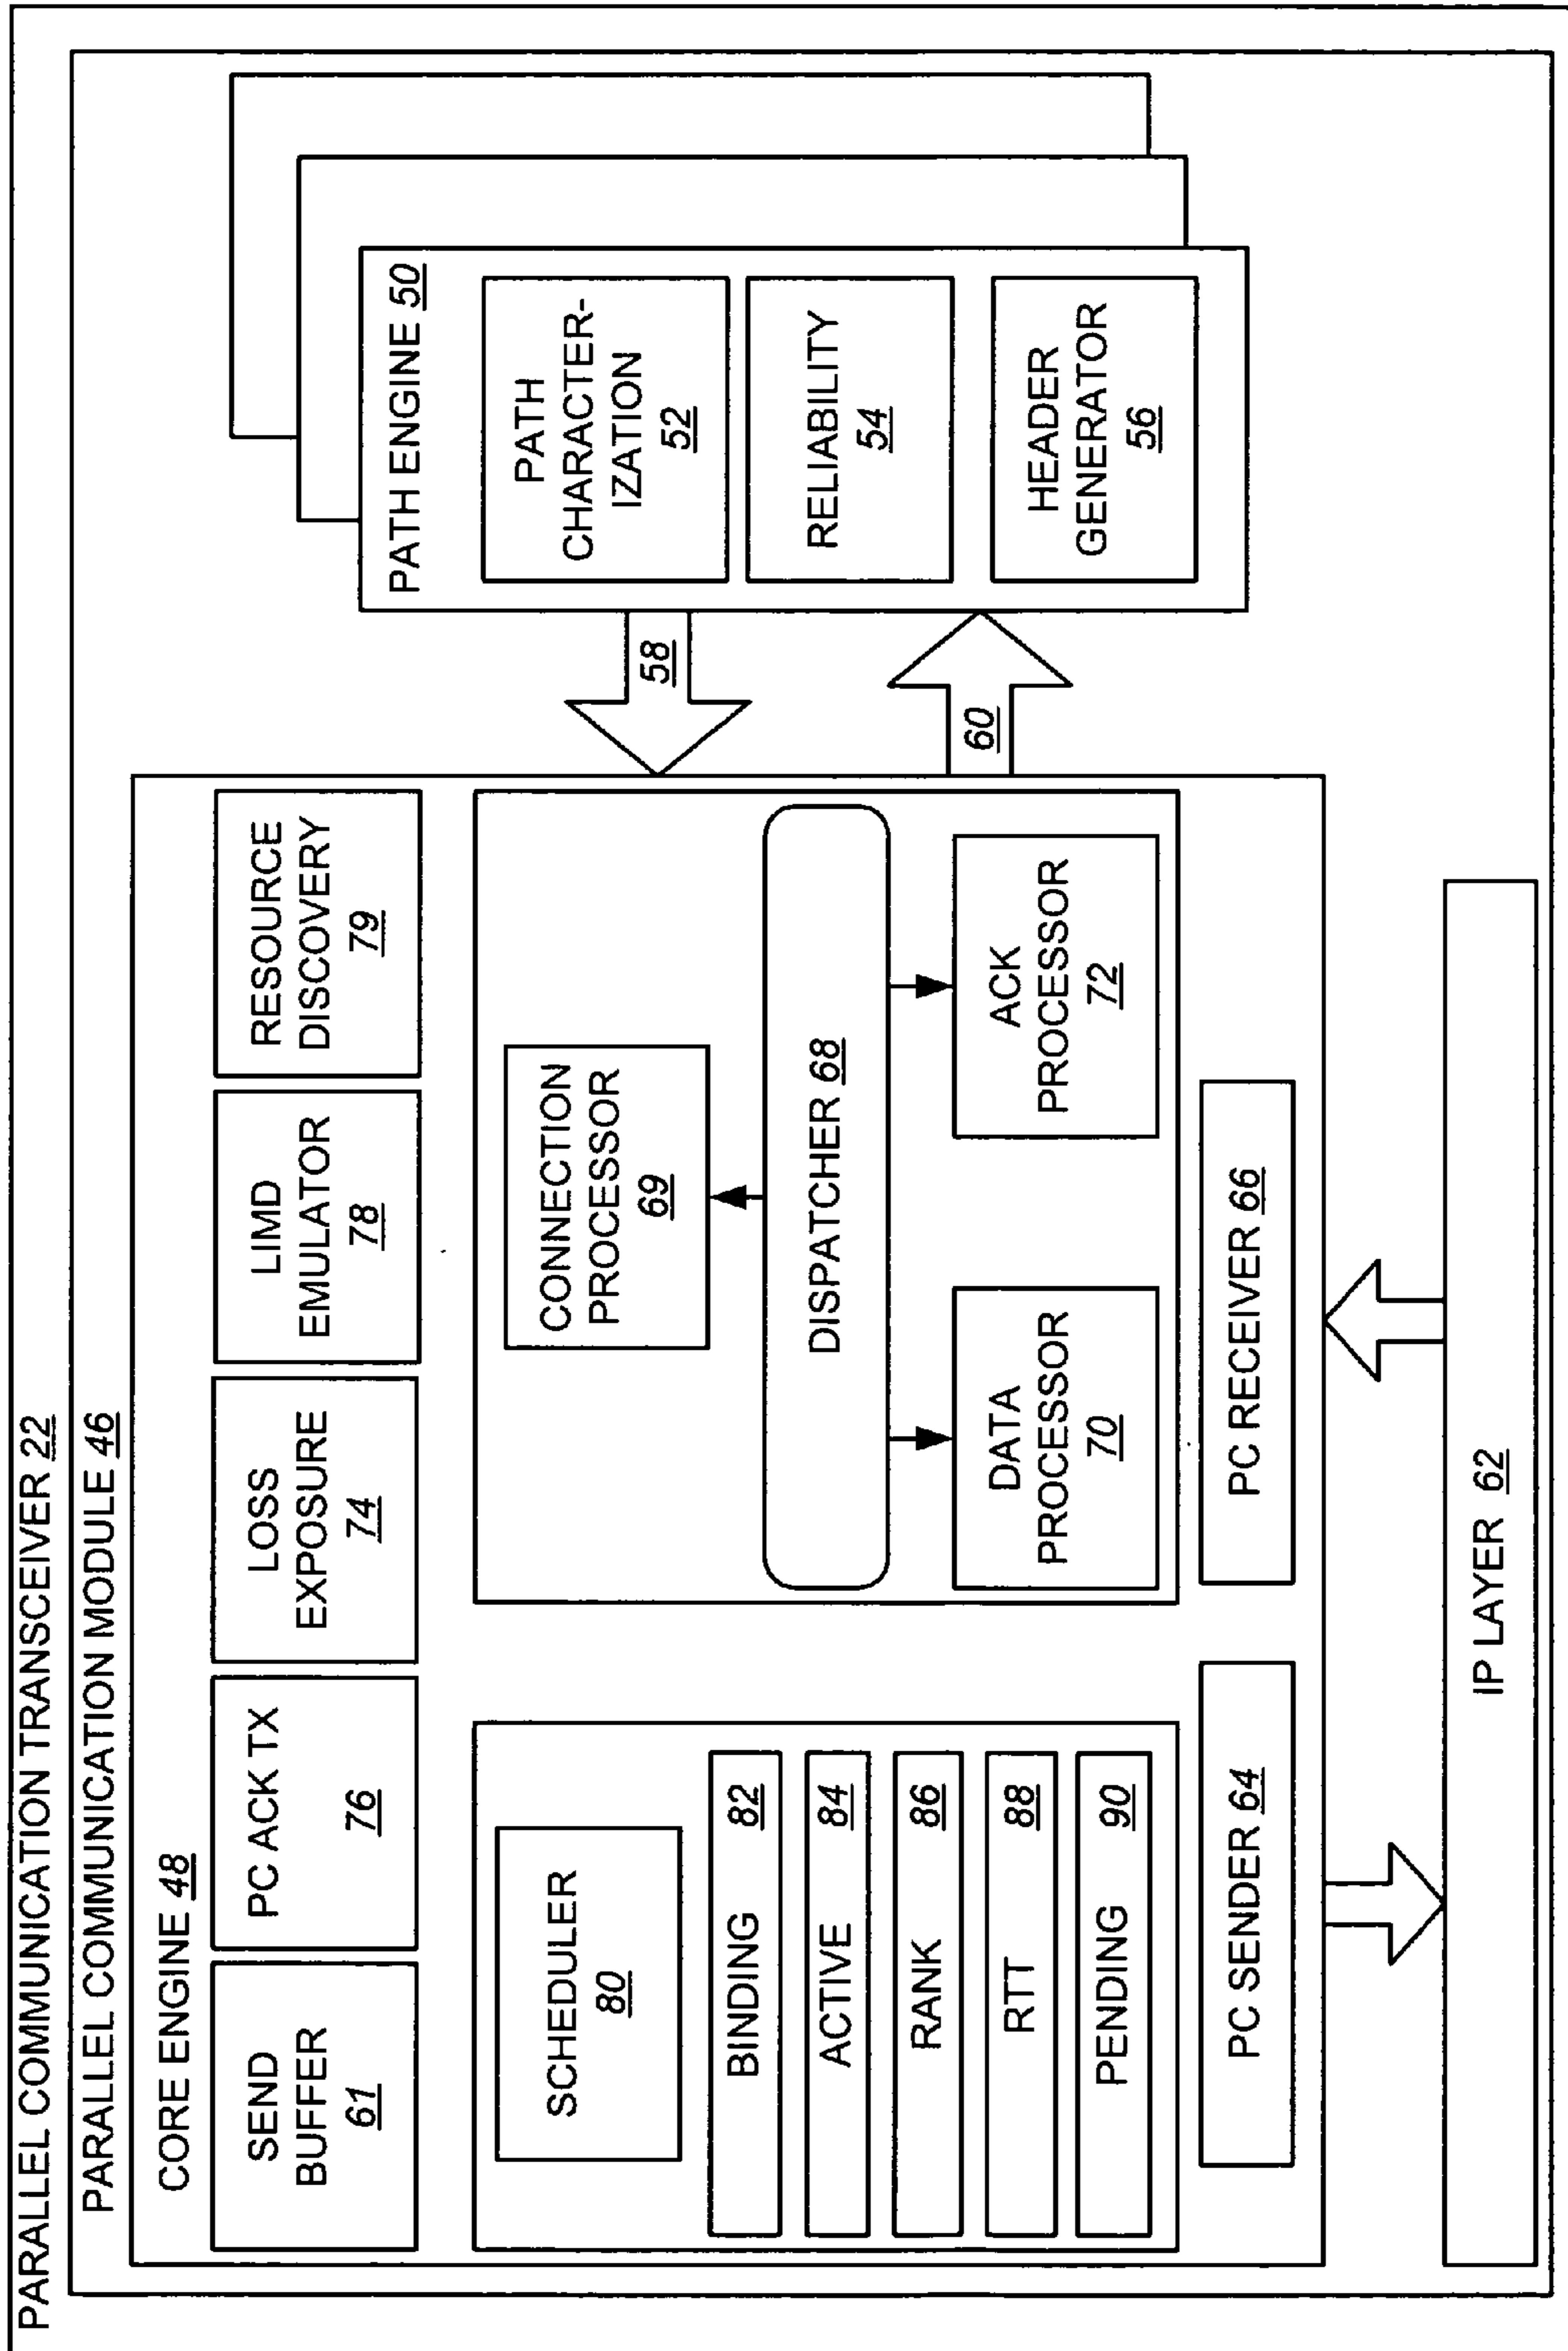 PARALLEL COMMUNICATION TRANSCEIVER 22
PARALLEL COMMUNICATION MODULE 46
CORE ENGINE 48
SEND
BUFFER
61
PC ACK TX
76
LOSS
EXPOSURE
74
LIMD
EMULATOR
78
RESOURCE
DISCOVERY
79
SCHEDULER
80
BINDING 82
ACTIVE 84
RANK 86
RTT 88
PENDING 90
CONNECTION
PROCESSOR
69
DISPATCHER 68
DATA
PROCESSOR
70
ACK
PROCESSOR
72
PC SENDER 64
PC RECEIVER 66
IP LAYER 62
58
60
PATH ENGINE 50
PATH
CHARACTER-
IZATION
52
RELIABILITY
54
HEADER
GENERATOR
56